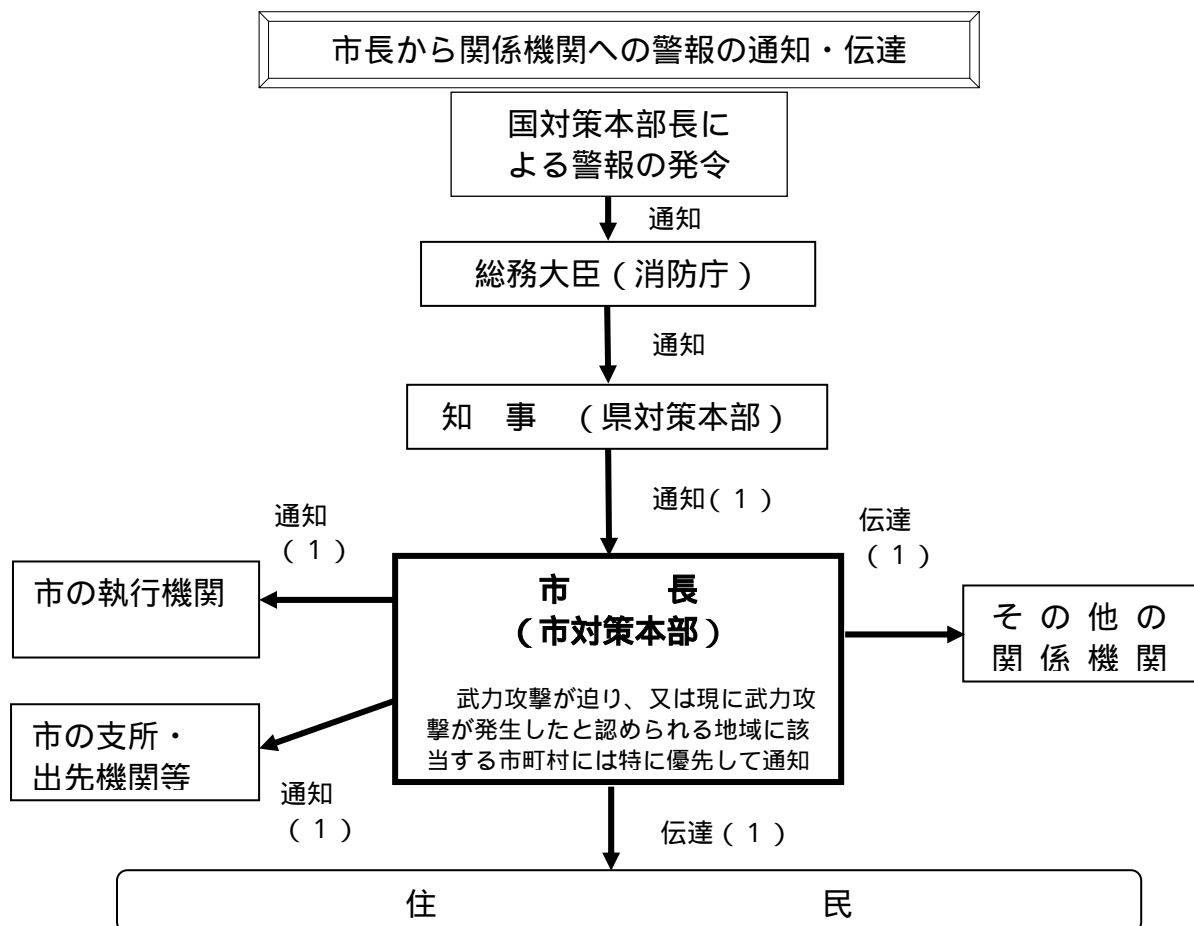 市長から関係機関への警報の通知・伝達
国対策本部長に
よる警報の発令
通知
総務大臣(消防庁)
通知
知　事　(県対策本部)
通知(1)
通知
(1)
伝達
(1)
市の執行機関
市　　長
(市対策本部)
武力攻撃が迫り、又は現に武力攻
撃が発生したと認められる地域に該
当する市町村には特に優先して通知
その他の
関係機関
市の支所・
出先機関等
通知
(1)
伝達(1)
住　　民